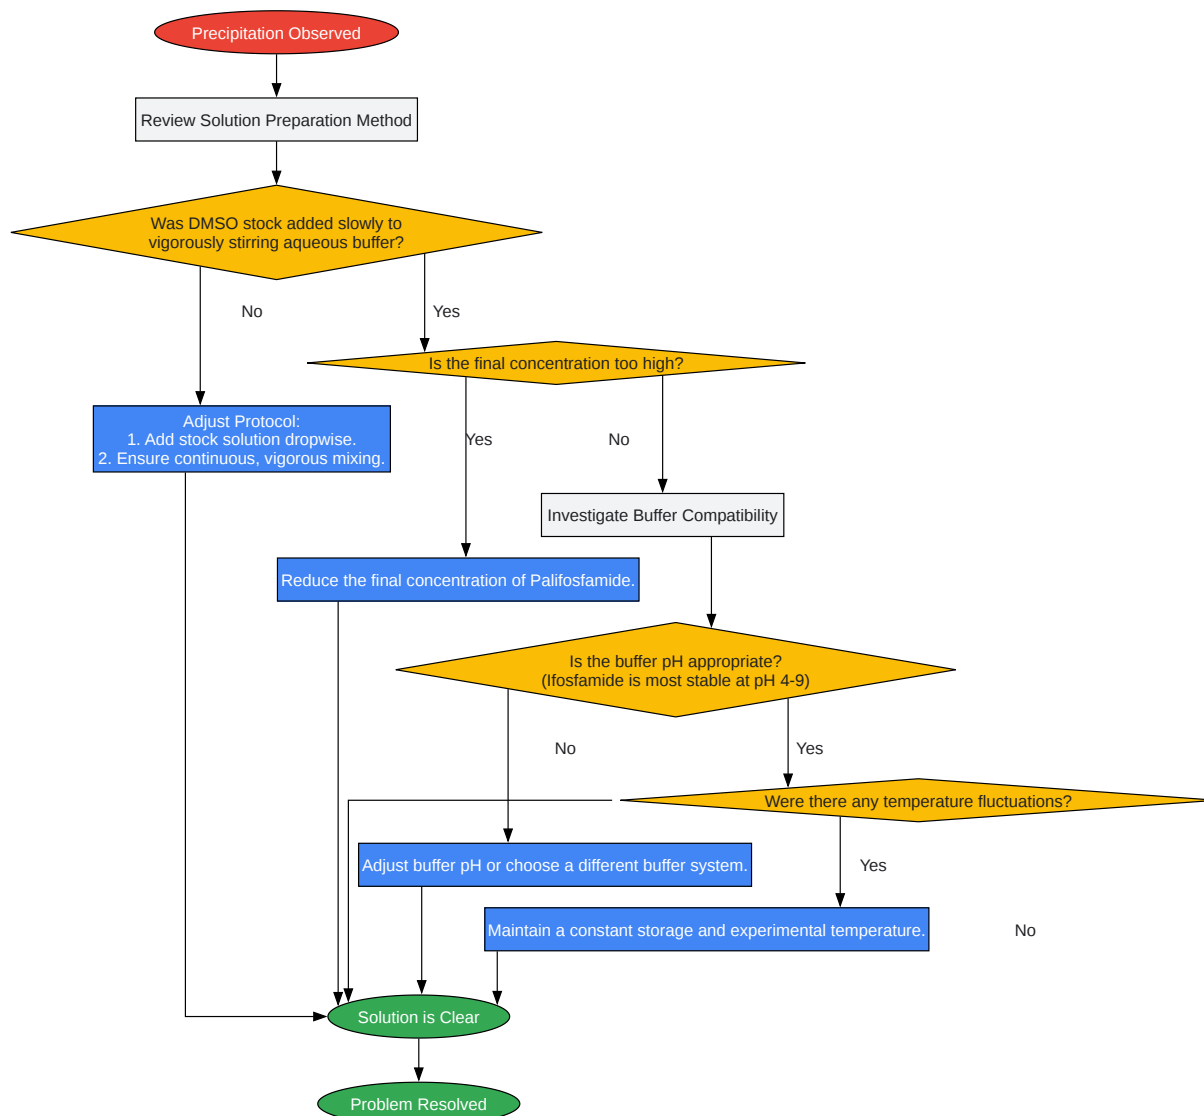 Precipitation Observed
Review Solution Preparation Method
Was DMSO stock added slowly to
vigorously stirring aqueous buffer?
No
Yes
Is the final concentration too high?
Adjust Protocol:
1. Add stock solution dropwise.
2. Ensure continuous, vigorous mixing.
Yes
No
Investigate Buffer Compatibility
Reduce the final concentration of Palifosfamide.
Is the buffer pH appropriate?
(Ifosfamide is most stable at pH 4-9)
No
Yes
Were there any temperature fluctuations?
Adjust buffer pH or choose a different buffer system.
Yes
Maintain a constant storage and experimental temperature.
No
Solution is Clear
Problem Resolved